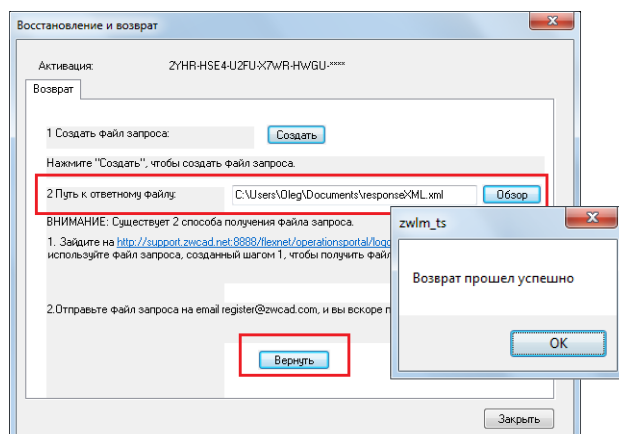 Восстановление и возврат
Активация: 2YHR-HSE4-U2FU-X7WR-HWGU-****
Возврат
1 Создать файл запроса: Создать
Нажмите "Создать", чтобы создать файл запроса.
2 Путь к ответному файлу: C:\Users\Oleg\Documents\responseXML.xml Обзор
ВНИМАНИЕ: Существует 2 способа получения файла запроса.
1. Зайдите на http://support.zwcad.net:8888/flexnet/operationsportal/logo
используйте файл запроса, созданный шагом 1, чтобы получить файл
2.Отправьте файл запроса на email register@zwcad.com, и вы вскоре п
Вернуть
Закрыть
zwlm_ts
Возврат прошел успешно
OK